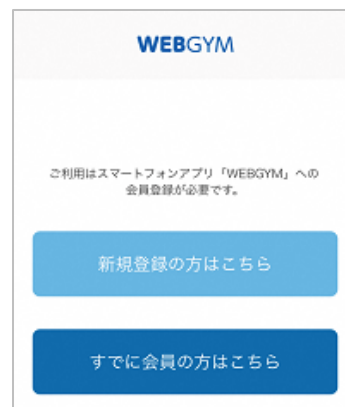 WEBGYM
ご利用はスマートフォンアプリ「WEBGYM」への
会員登録が必要です。
新規登録の方はこちら
すでに会員の方はこちら